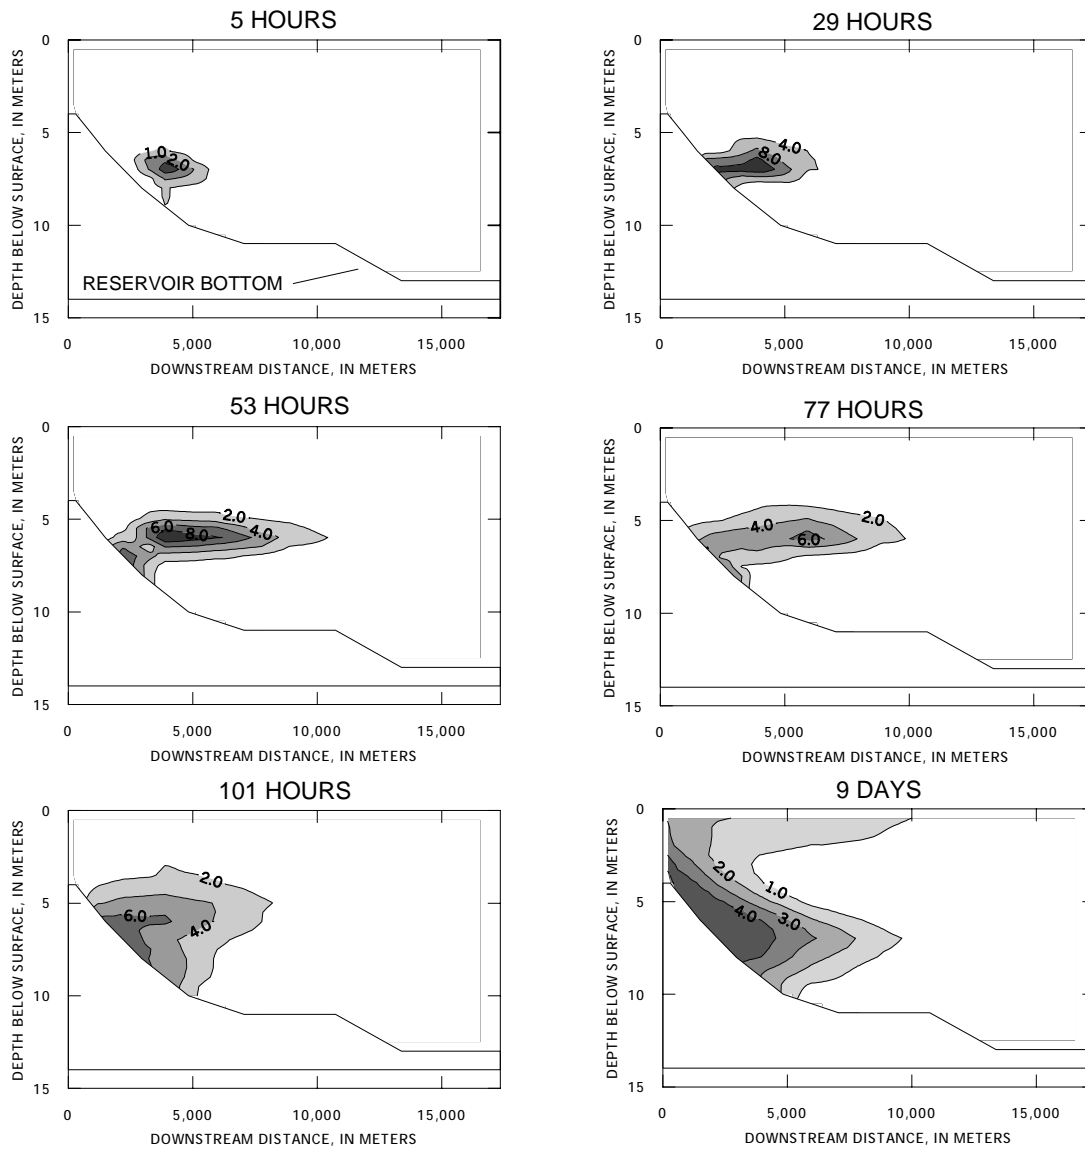 5 HOURS
0
5
10
15
DEPTH BELOW SURFACE, IN METERS
1.0
2.0
RESERVOIR BOTTOM
0 5,000 10,000 15,000
DOWNSTREAM DISTANCE, IN METERS
29 HOURS
0
5
10
15
DEPTH BELOW SURFACE, IN METERS
4.0
8.0
0 5,000 10,000 15,000
DOWNSTREAM DISTANCE, IN METERS
53 HOURS
0
5
10
15
DEPTH BELOW SURFACE, IN METERS
2.0
6.0 8.0 4.0
0 5,000 10,000 15,000
DOWNSTREAM DISTANCE, IN METERS
77 HOURS
0
5
10
15
DEPTH BELOW SURFACE, IN METERS
2.0
4.0
6.0
0 5,000 10,000 15,000
DOWNSTREAM DISTANCE, IN METERS
101 HOURS
0
5
10
15
DEPTH BELOW SURFACE, IN METERS
2.0
6.0
4.0
0 5,000 10,000 15,000
DOWNSTREAM DISTANCE, IN METERS
9 DAYS
0
5
10
15
DEPTH BELOW SURFACE, IN METERS
2.0
1.0
4.0 3.0
0 5,000 10,000 15,000
DOWNSTREAM DISTANCE, IN METERS